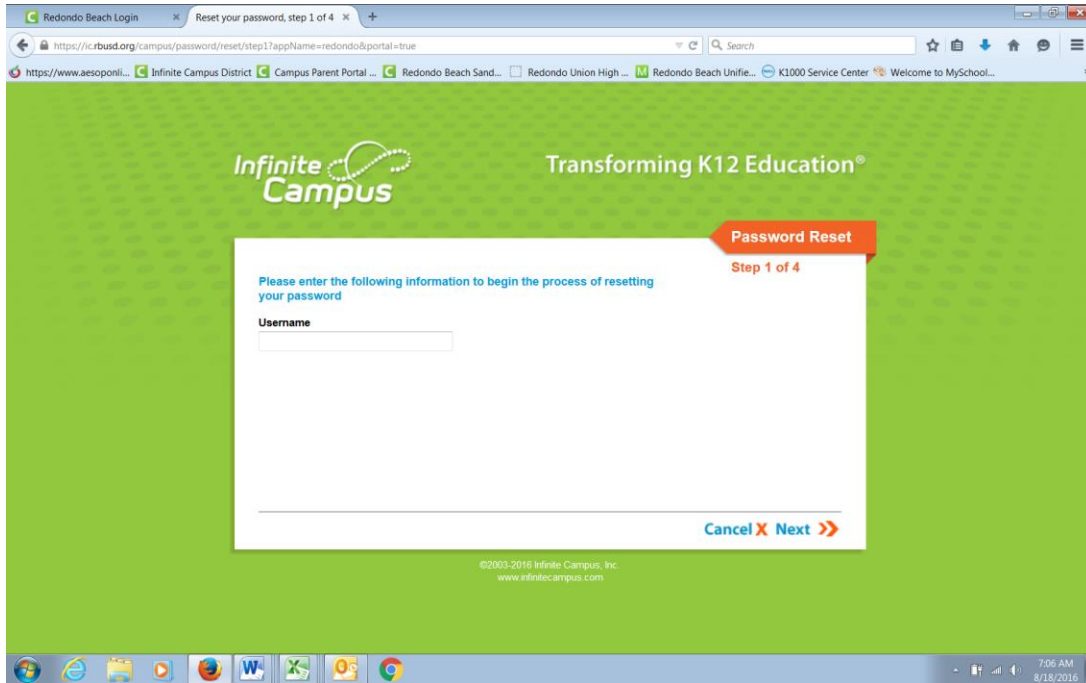 Redondo Beach Login
Reset your password, step 1 of 4
https://ic.rbusd.org/campus/password/reset/step1?appName=redondo&portal=true
Search
https://www.aesoponli...
Infinite Campus District
Campus Parent Portal ...
Redondo Beach Sand...
Redondo Union High ...
Redondo Beach Unifie...
K1000 Service Center
Welcome to MySchool...
Infinite Campus
Transforming K12 Education®
Password Reset
Step 1 of 4
Please enter the following information to begin the process of resetting
your password
Username
Cancel X Next
©2003-2016 Infinite Campus, Inc.
www.infinitecampus.com
7:06 AM
8/18/2016